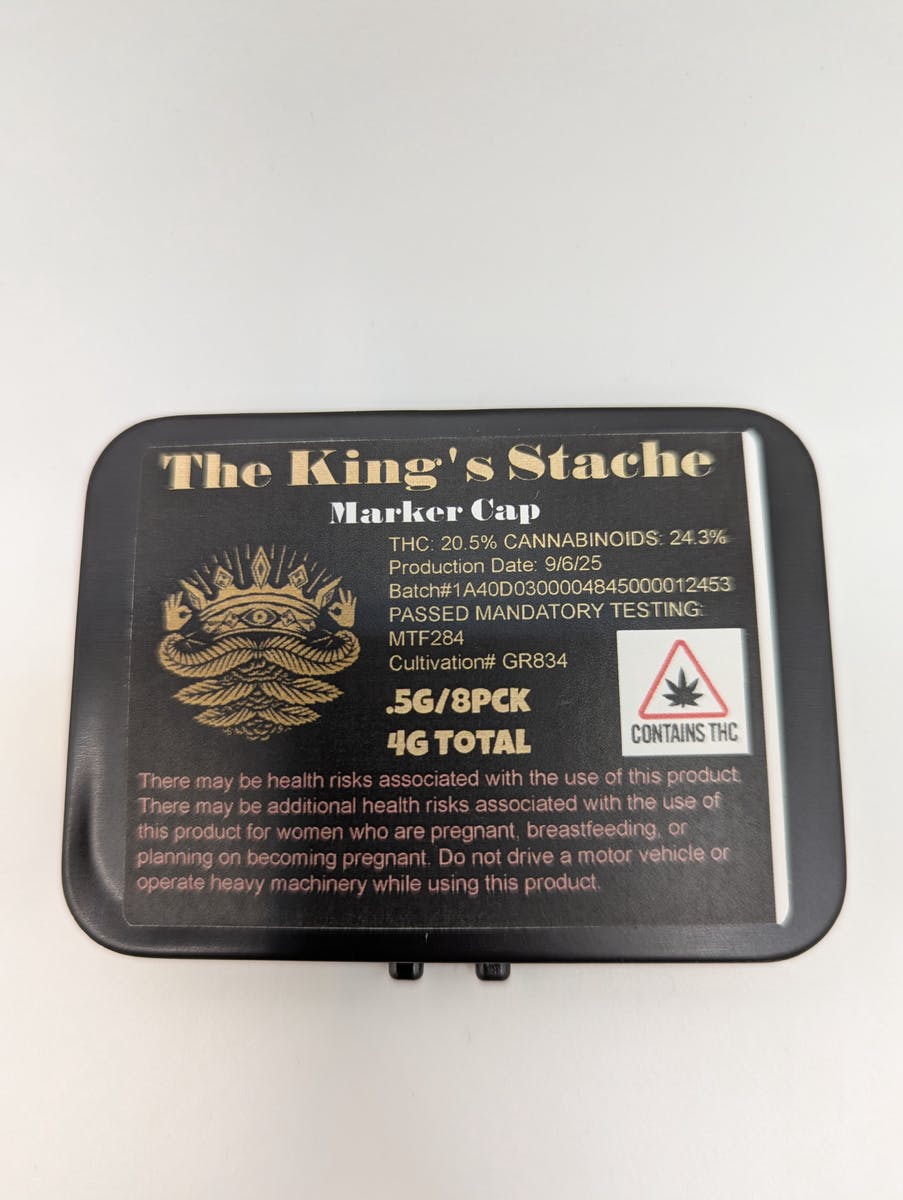 The King's Stache
Marker Cap
THC: 20.5% CANNABINOIDS: 24.3%
Production Date: 9/6/25
Batch#1A40D0300004845000012453
PASSED MANDATORY TESTING:
MTF284
Cultivation# GR834
.5G/8PCK
4G TOTAL
CONTAINS THC
There may be health risks associated with the use of this product.
There may be additional health risks associated with the use of
this product for women who are pregnant, breastfeeding, or
planning on becoming pregnant. Do not drive a motor vehicle or
operate heavy machinery while using this product.